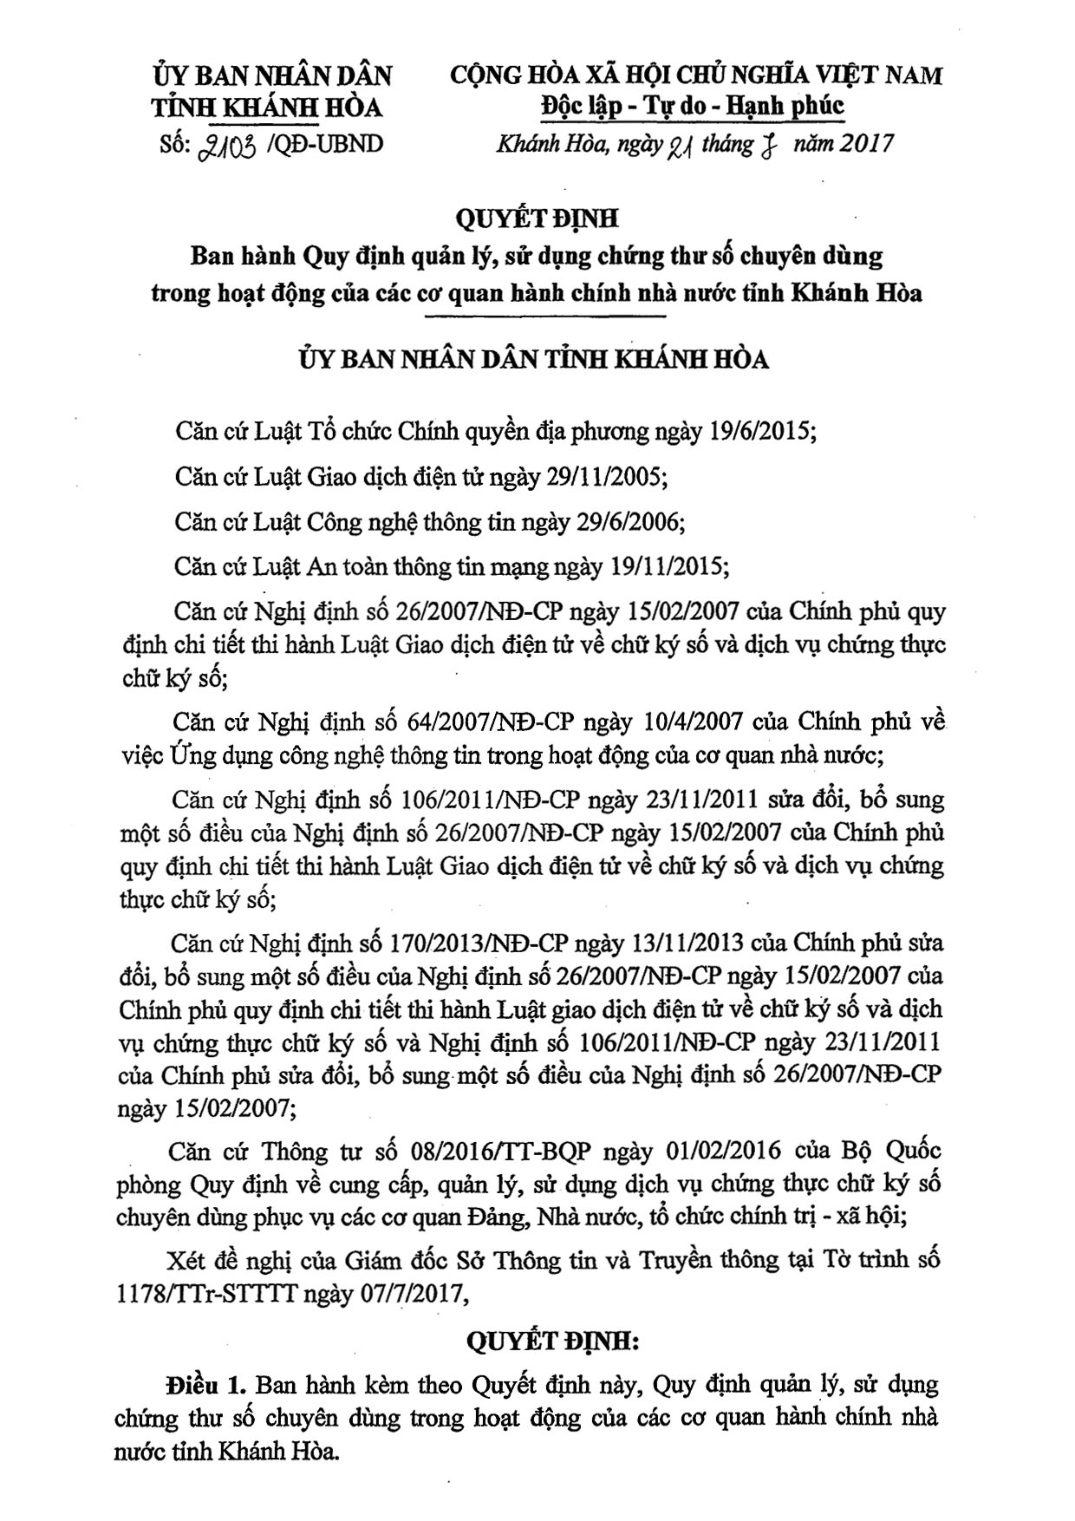 ỦY BAN NHÂN DÂN
TỈNH KHÁNH HÒA
Số: 2103 /QĐ-UBND
CỘNG HÒA XÃ HỘI CHỦ NGHĨA VIỆT NAM
Độc lập - Tự do - Hạnh phúc
Khánh Hòa, ngày 21 tháng 7 năm 2017
QUYẾT ĐỊNH
Ban hành Quy định quản lý, sử dụng chứng thư số chuyên dùng
trong hoạt động của các cơ quan hành chính nhà nước tỉnh Khánh Hòa
ỦY BAN NHÂN DÂN TỈNH KHÁNH HÒA
Căn cứ Luật Tổ chức Chính quyền địa phương ngày 19/6/2015;
Căn cứ Luật Giao dịch điện tử ngày 29/11/2005;
Căn cứ Luật Công nghệ thông tin ngày 29/6/2006;
Căn cứ Luật An toàn thông tin mạng ngày 19/11/2015;
Căn cứ Nghị định số 26/2007/NĐ-CP ngày 15/02/2007 của Chính phủ quy
định chi tiết thi hành Luật Giao dịch điện tử về chữ ký số và dịch vụ chứng thực
chữ ký số;
Căn cứ Nghị định số 64/2007/NĐ-CP ngày 10/4/2007 của Chính phủ về
việc Ứng dụng công nghệ thông tin trong hoạt động của cơ quan nhà nước;
Căn cứ Nghị định số 106/2011/NĐ-CP ngày 23/11/2011 sửa đổi, bổ sung
một số điều của Nghị định số 26/2007/NĐ-CP ngày 15/02/2007 của Chính phủ
quy định chi tiết thi hành Luật Giao dịch điện tử về chữ ký số và dịch vụ chứng
thực chữ ký số;
Căn cứ Nghị định số 170/2013/NĐ-CP ngày 13/11/2013 của Chính phủ sửa
đổi, bổ sung một số điều của Nghị định số 26/2007/NĐ-CP ngày 15/02/2007 của
Chính phủ quy định chi tiết thi hành Luật giao dịch điện tử về chữ ký số và dịch
vụ chứng thực chữ ký số và Nghị định số 106/2011/NĐ-CP ngày 23/11/2011
của Chính phủ sửa đổi, bổ sung một số điều của Nghị định số 26/2007/NĐ-CP
ngày 15/02/2007;
Căn cứ Thông tư số 08/2016/TT-BQP ngày 01/02/2016 của Bộ Quốc
phòng Quy định về cung cấp, quản lý, sử dụng dịch vụ chứng thực chữ ký số
chuyên dùng phục vụ các cơ quan Đảng, Nhà nước, tổ chức chính trị - xã hội;
Xét đề nghị của Giám đốc Sở Thông tin và Truyền thông tại Tờ trình số
1178/TTr-STTTT ngày 07/7/2017,
QUYẾT ĐỊNH:
Điều 1. Ban hành kèm theo Quyết định này, Quy định quản lý, sử dụng
chứng thư số chuyên dùng trong hoạt động của các cơ quan hành chính nhà
nước tỉnh Khánh Hòa.